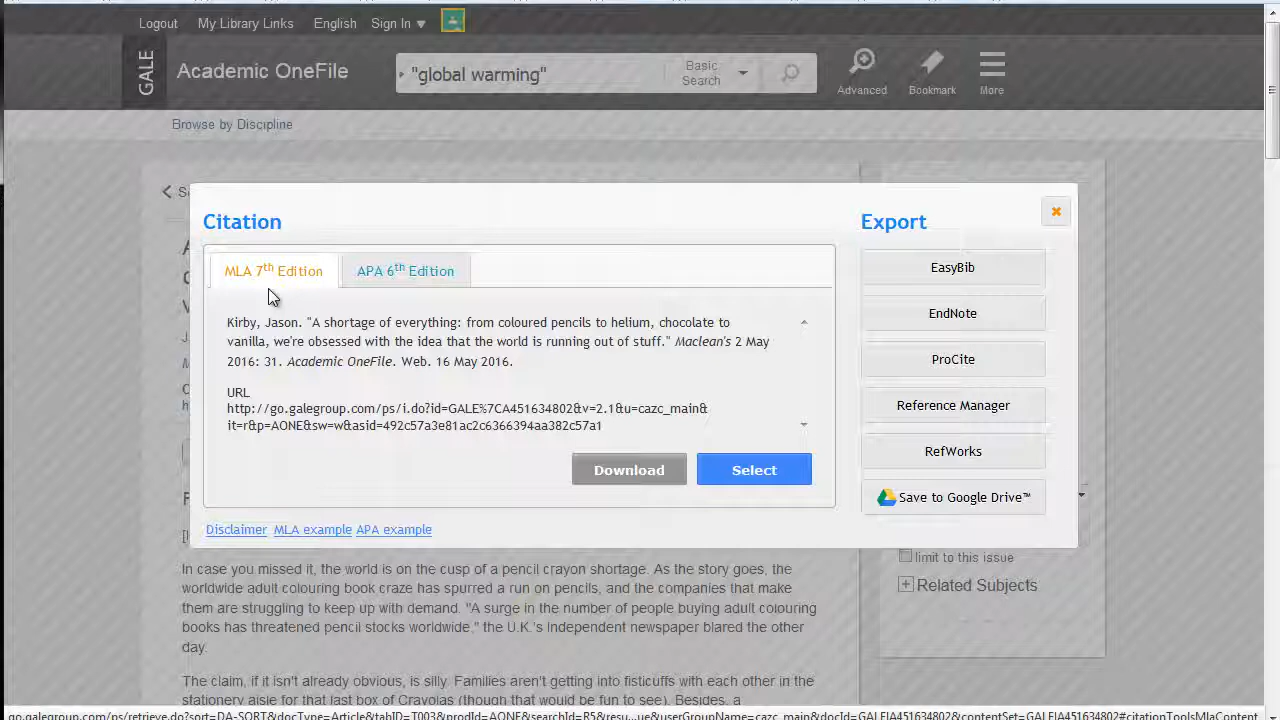 Logout My Library Links English Sign In
GALE Academic OneFile "global warming" Basic Search Advanced Bookmark More
Browse by Discipline
Citation Export
MLA 7th Edition APA 6th Edition
Kirby, Jason. "A shortage of everything: from coloured pencils to helium, chocolate to
vanilla, we're obsessed with the idea that the world is running out of stuff." Maclean's 2 May
2016: 31. Academic OneFile. Web. 16 May 2016.
URL
http://go.galegroup.com/ps/i.do?id=GALE%7CA451634802&v=2.1&u=cazc_main&
it=r&p=AONE&sw=w&asid=492c57a3e81ac2c6366394aa382c57a1
Download Select
Disclaimer MLA example APA example
EasyBib
EndNote
ProCite
Reference Manager
RefWorks
Save to Google Drive™
limit to this issue
Related Subjects
In case you missed it, the world is on the cusp of a pencil crayon shortage. As the story goes, the
worldwide adult colouring book craze has spurred a run on pencils, and the companies that make
them are struggling to keep up with demand. "A surge in the number of people buying adult colouring
books has threatened pencil stocks worldwide," the U.K.'s Independent newspaper blared the other
day.
The claim, if it isn't already obvious, is silly. Families aren't getting into fisticuffs with each other in the
stationery aisle for that last box of Crayolas (though that would be fun to see). Besides, a
go.galegroup.com/ps/retrieve.do?sort=DA-SORT&docType=Article&tabID=T003&prodId=AONE&searchId=R5&resu...ue&userGroupName=cazc_main&docId=GALE|A451634802&contentSet=GALE|A451634802#citationToolsMlaContent